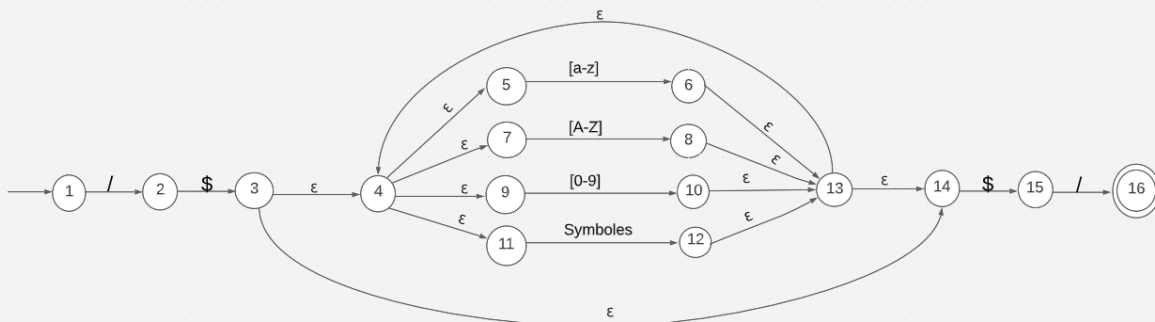 ε
5 [a-z] 6
ε ε
7 [A-Z] 8
ε ε
1 / 2 $ 3 ε 4 ε 9 [0-9] 10 ε 13 ε 14 $ 15 / 16
ε ε
11 Symboles 12
ε